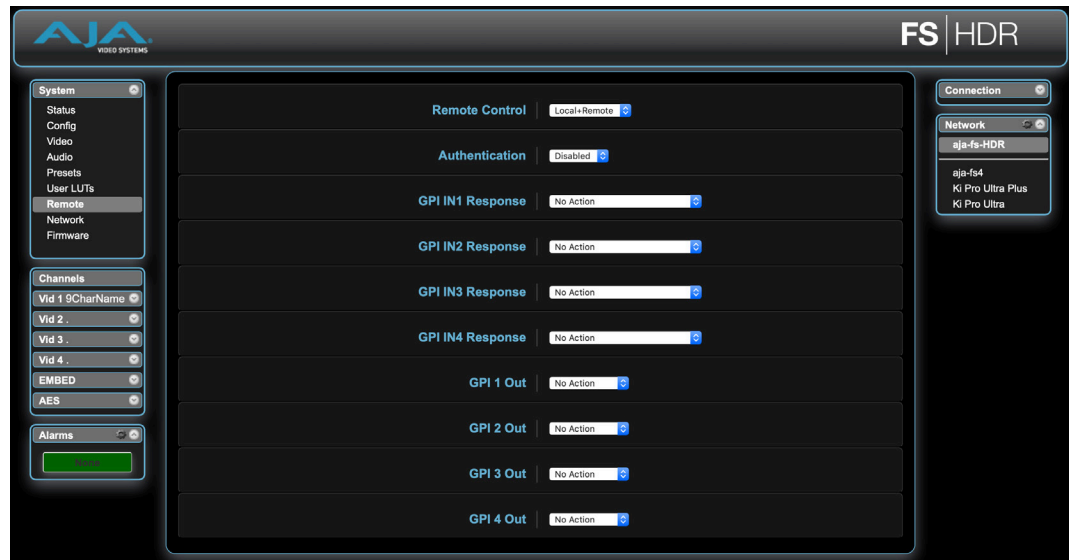 AJA
VIDEO SYSTEMS
FS|HDR
System
Status
Config
Video
Audio
Presets
User LUTs
Remote
Network
Firmware
Channels
Vid 1 9CharName
Vid 2 .
Vid 3 .
Vid 4 .
EMBED
AES
Alarms
None
Remote Control Local+Remote
Authentication Disabled
GPI IN1 Response No Action
GPI IN2 Response No Action
GPI IN3 Response No Action
GPI IN4 Response No Action
GPI 1 Out No Action
GPI 2 Out No Action
GPI 3 Out No Action
GPI 4 Out No Action
Connection
Network
aja-fs-HDR
aja-fs4
Ki Pro Ultra Plus
Ki Pro Ultra